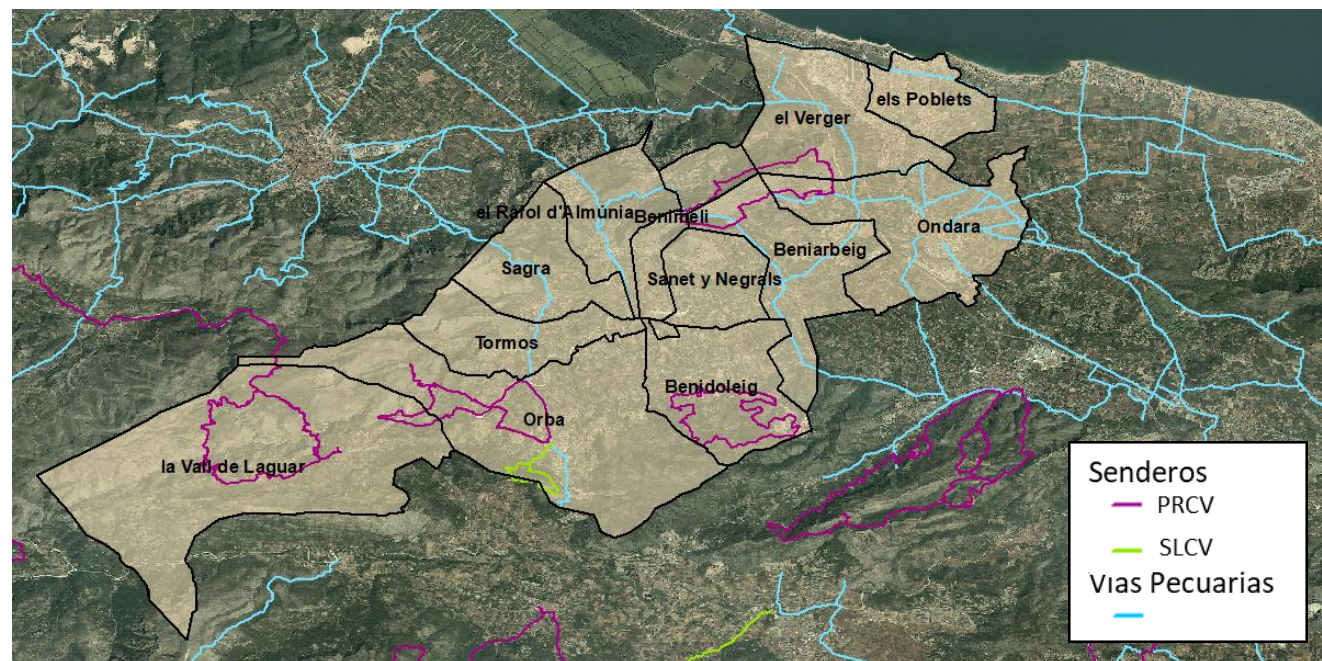 els Poblets
el Verger
el Ràfol d'Almúnia
Benimeli
Ondara
Beniarbeig
Sagra
Sanet y Negrals
Tormos
Benidoleig
Orba
la Vall de Laguar
Senderos
PRCV
SLCV
Vías Pecuarias